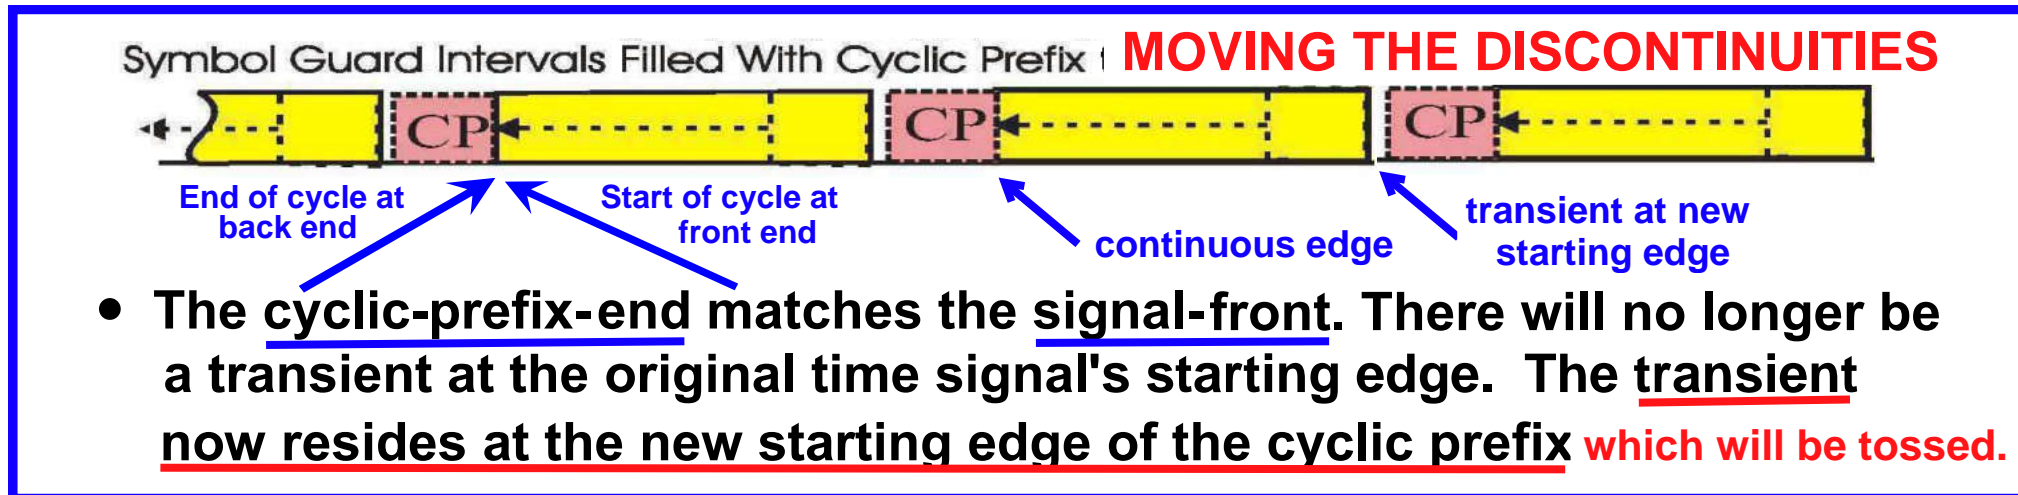 Symbol Guard Intervals Filled With Cyclic Prefix MOVING THE DISCONTINUITIES
CP CP CP
End of cycle at
back end
Start of cycle at
front end
continuous edge
transient at new
starting edge
• The cyclic-prefix-end matches the signal-front. There will no longer be
a transient at the original time signal's starting edge. The transient
now resides at the new starting edge of the cyclic prefix which will be tossed.